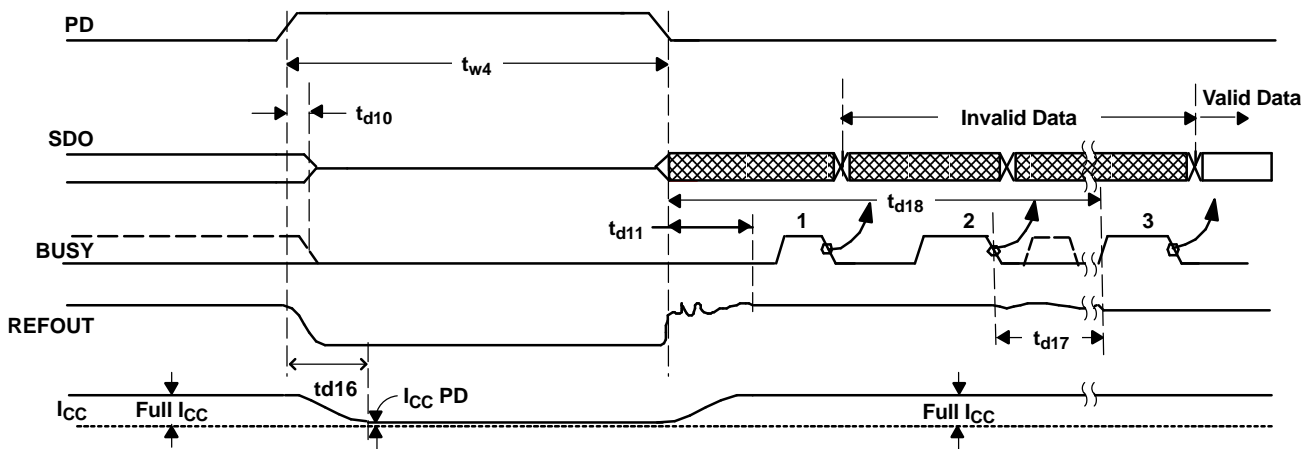 PD
tw4
td10
Valid Data
Invalid Data
SDO
td18
1
2
3
td11
BUSY
REFOUT
td17
td16
ICC PD
ICC
Full ICC
Full ICC